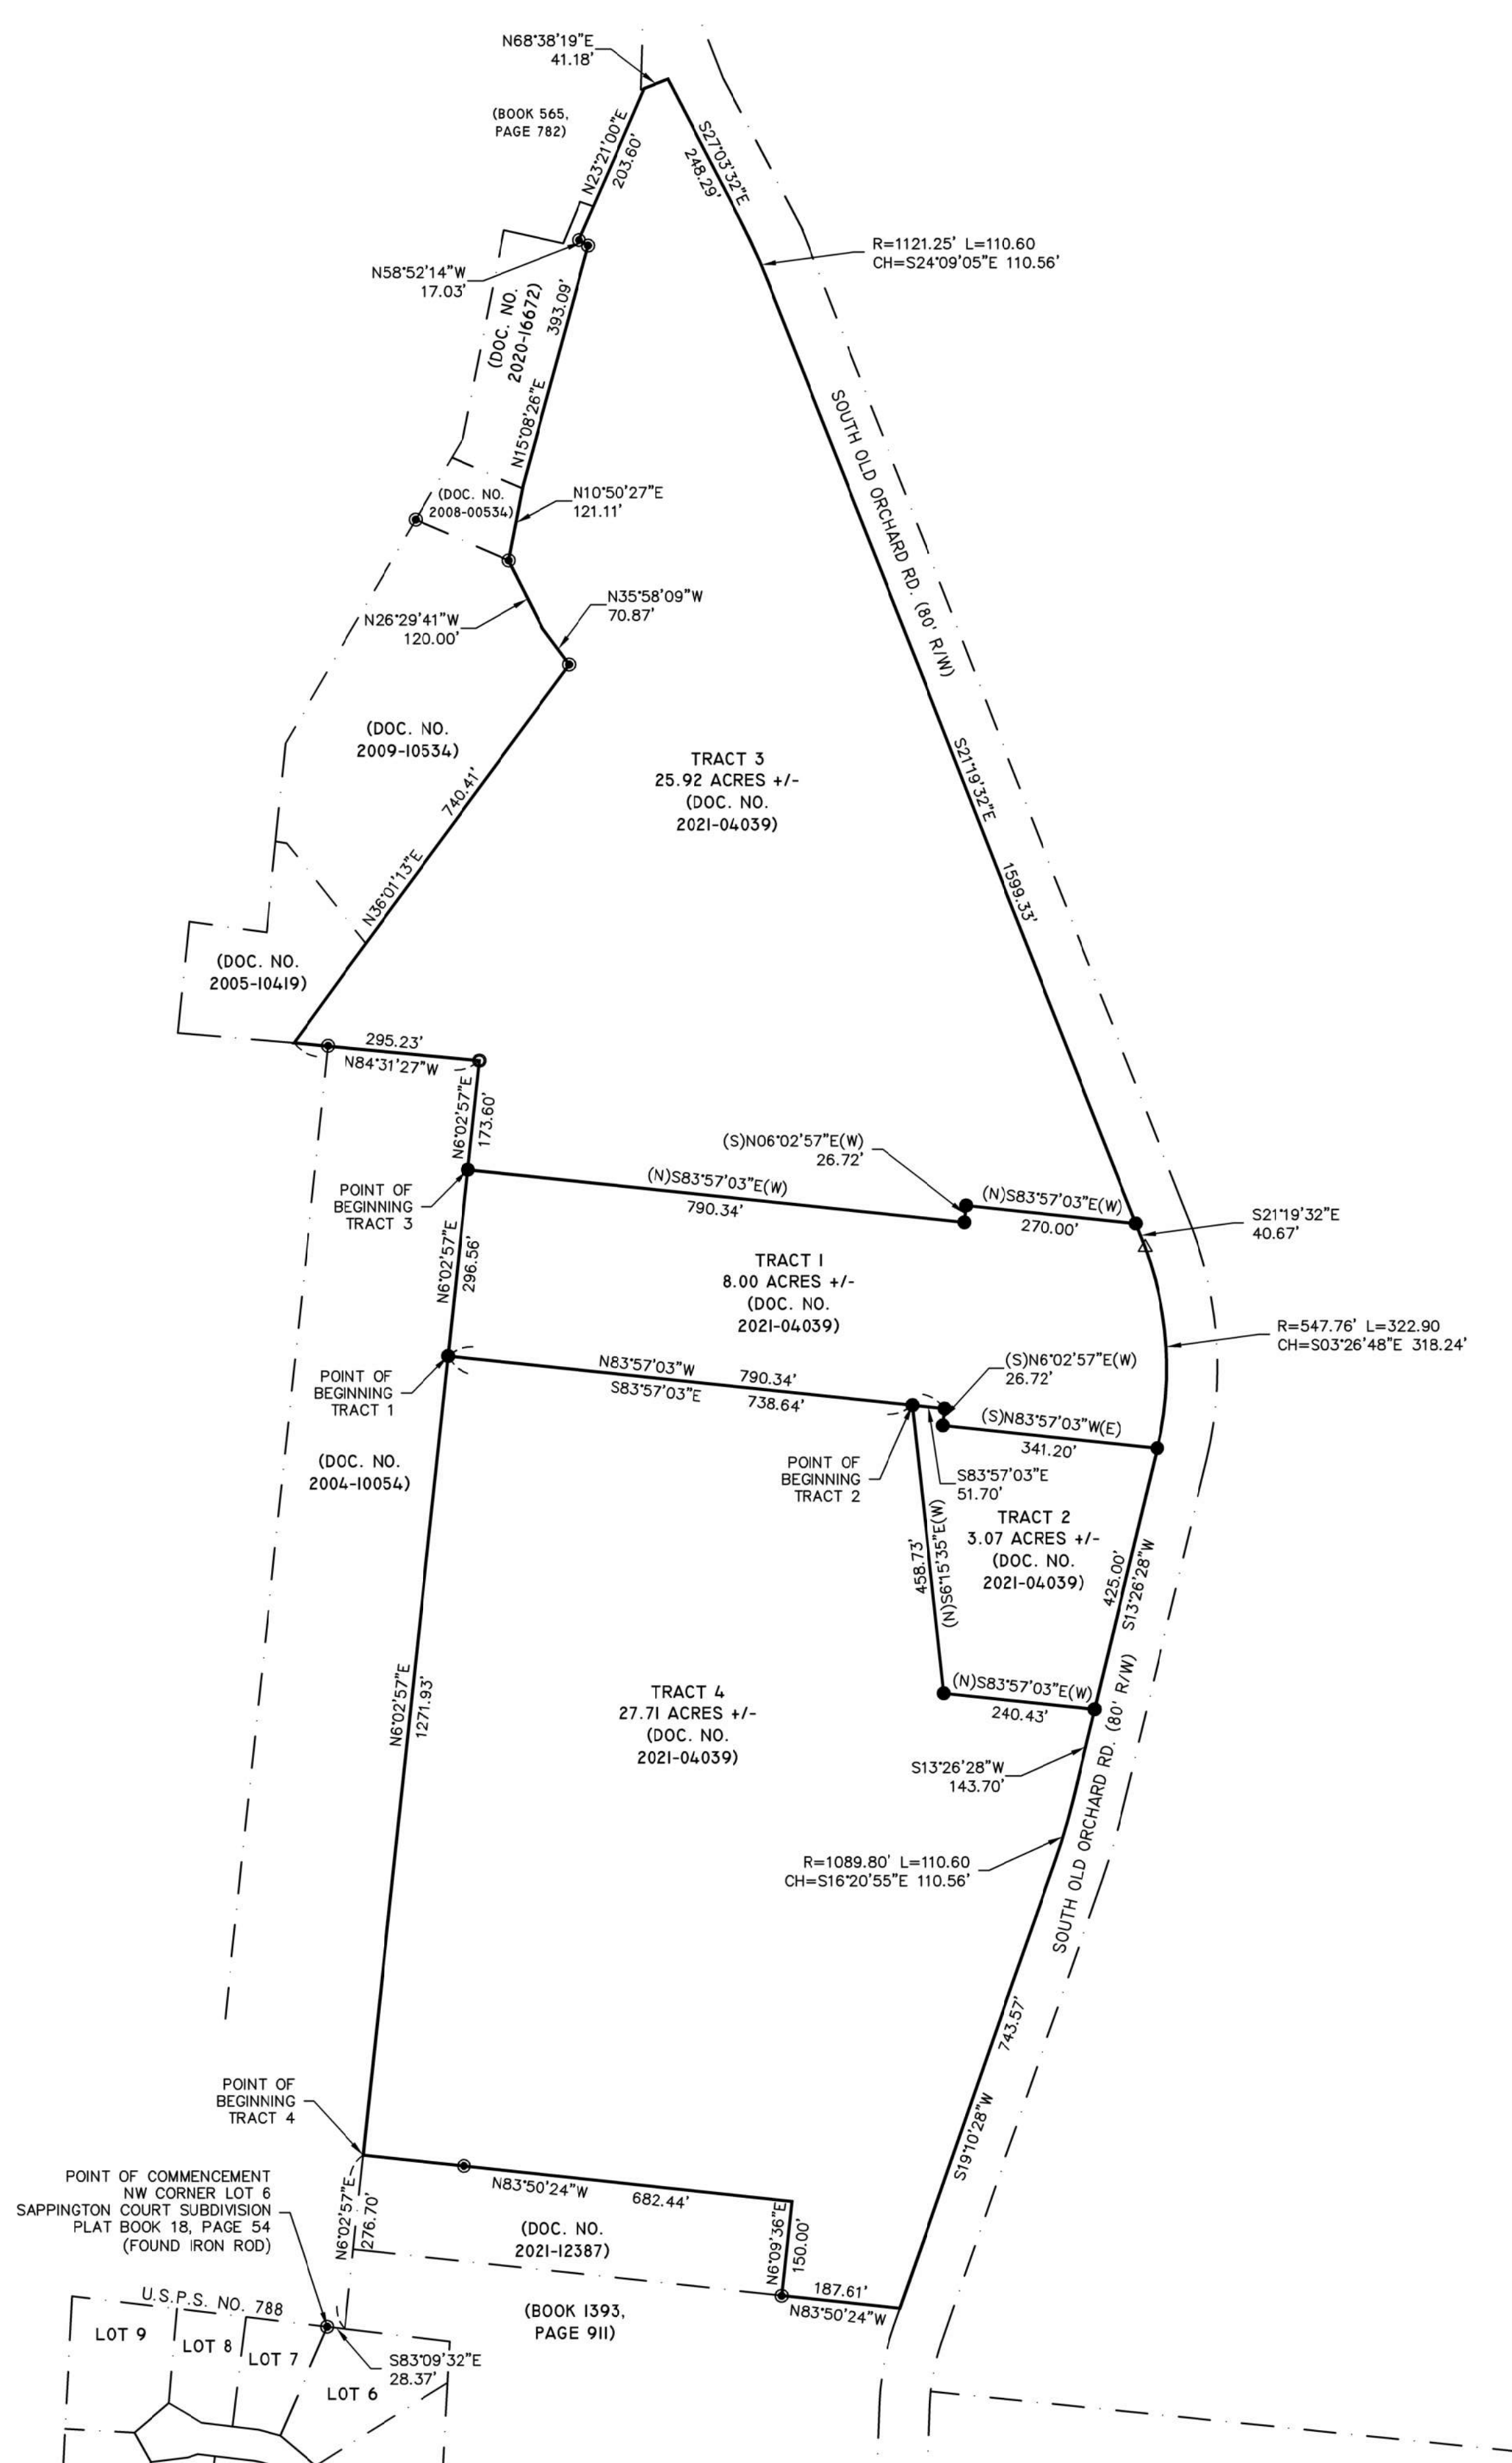 N68°38'19"E
41.18'
(BOOK 565,
PAGE 782)
N23°21'00"E
203.60'
S27°03'32"E
248.29'
R=1121.25' L=110.60
CH=S24°09'05"E 110.56'
N58°52'14"W
17.03'
(DOC. NO.
2020-16672)
393.09'
N15°08'26"E
SOUTH OLD ORCHARD RD. (80' R/W)
(DOC. NO.
2008-00534)
N10°50'27"E
121.11'
N26°29'41"W
120.00'
N35°58'09"W
70.87'
(DOC. NO.
2009-10534)
740.41'
N36°01'13"E
TRACT 3
25.92 ACRES +/-
(DOC. NO.
2021-04039)
S21°19'32"E
1599.33'
(DOC. NO.
2005-10419)
295.23'
N84°31'27"W
N6°02'57"E
173.60'
(S)N06°02'57"E(W)
26.72'
(N)S83°57'03"E(W)
790.34'
(N)S83°57'03"E(W)
270.00'
POINT OF
BEGINNING
TRACT 3
S21°19'32"E
40.67'
N6°02'57"E
296.56'
TRACT 1
8.00 ACRES +/-
(DOC. NO.
2021-04039)
R=547.76' L=322.90
CH=S03°26'48"E 318.24'
POINT OF
BEGINNING
TRACT 1
N83°57'03"W 790.34'
S83°57'03"E 738.64'
(S)N6°02'57"E(W)
26.72'
(S)N83°57'03"W(E)
341.20'
(DOC. NO.
2004-10054)
POINT OF
BEGINNING
TRACT 2
S83°57'03"E
51.70'
TRACT 2
3.07 ACRES +/-
(DOC. NO.
2021-04039)
458.73'
(N)S6°15'35"E(W)
425.00'
S13°26'28"W
N6°02'57"E
1271.93'
TRACT 4
27.71 ACRES +/-
(DOC. NO.
2021-04039)
(N)S83°57'03"E(W)
240.43'
S13°26'28"W
143.70'
SOUTH OLD ORCHARD RD. (80' R/W)
R=1089.80' L=110.60
CH=S16°20'55"E 110.56'
743.57'
S19°10'28"W
POINT OF
BEGINNING
TRACT 4
POINT OF COMMENCEMENT
NW CORNER LOT 6
SAPPINGTON COURT SUBDIVISION
PLAT BOOK 18, PAGE 54
(FOUND IRON ROD)
N6°02'57"E
276.70'
N83°50'24"W 682.44'
(DOC. NO.
2021-12387)
N6°09'36"E
150.00'
187.61'
N83°50'24"W
U.S.P.S. NO. 788
(BOOK 1393,
PAGE 911)
LOT 9
LOT 8
LOT 7
S83°09'32"E
28.37'
LOT 6